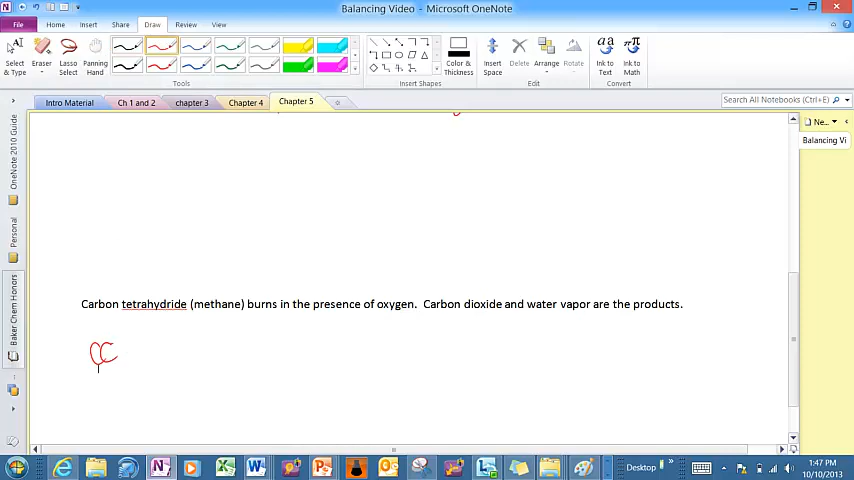 Balancing Video - Microsoft OneNote
File Home Insert Share Draw Review View
Select & Type
Eraser
Lasso Select
Panning Hand
Color & Thickness
Insert Space
Delete
Arrange
Ink to Text
Ink to Math
Tools
Insert Shapes
Edit
Convert
Intro Material Ch 1 and 2 chapter 3 Chapter 4 Chapter 5
Search All Notebooks (Ctrl+E)
Ne...
Balancing Vi
OneNote 2010 Guide
Personal
Baker Chem Honors
Carbon tetrahydride (methane) burns in the presence of oxygen. Carbon dioxide and water vapor are the products.
Desktop
1:47 PM
10/10/2013